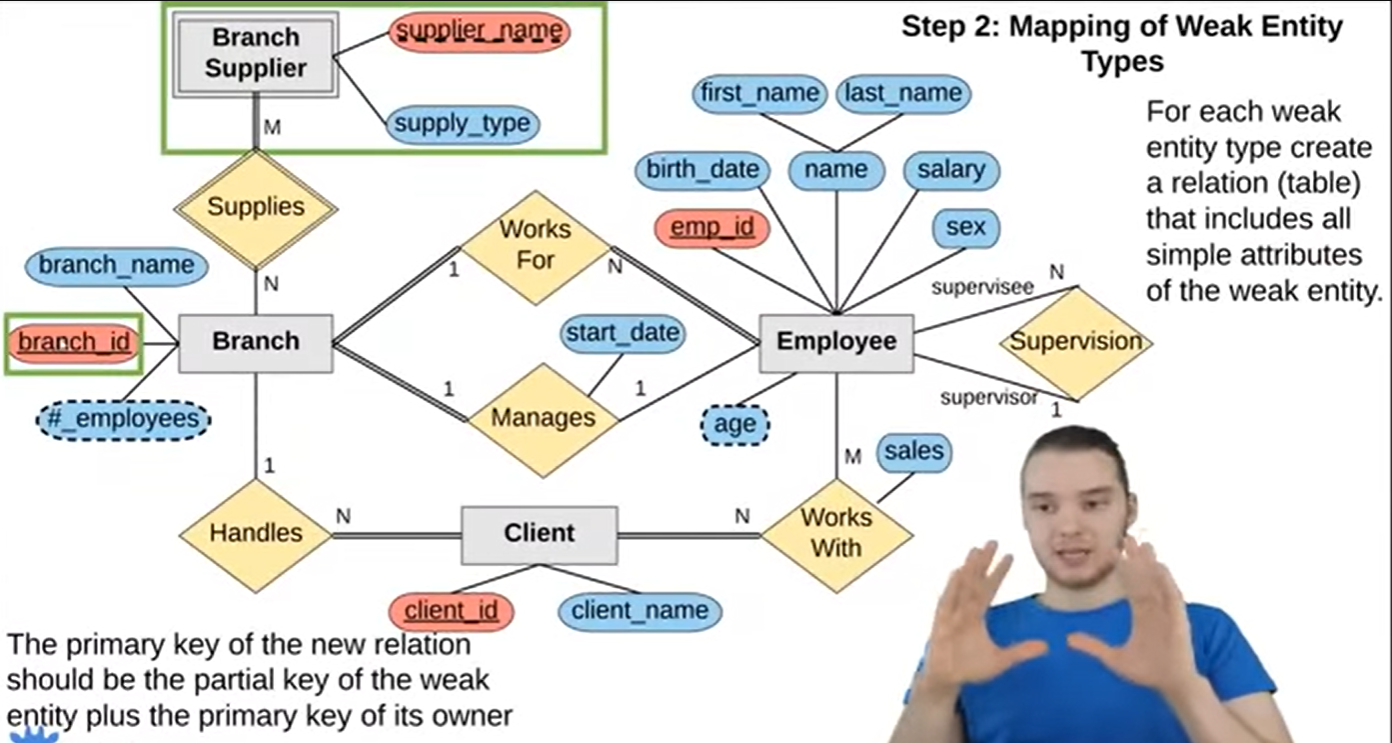 Step 2: Mapping of Weak Entity
Types
For each weak
entity type create
a relation (table)
that includes all
simple attributes
of the weak entity.
Branch
Supplier
supplier_name
supply_type
M
Supplies
N
branch_name
branch_id
#_employees
Branch
Works
For
1
N
start_date
1
Manages
1
first_name
last_name
birth_date
name
salary
emp_id
sex
Employee
age
supervisee
N
Supervision
supervisor
1
1
Handles
N
Client
N
M
sales
Works
With
client_id
client_name
The primary key of the new relation
should be the partial key of the weak
entity plus the primary key of its owner